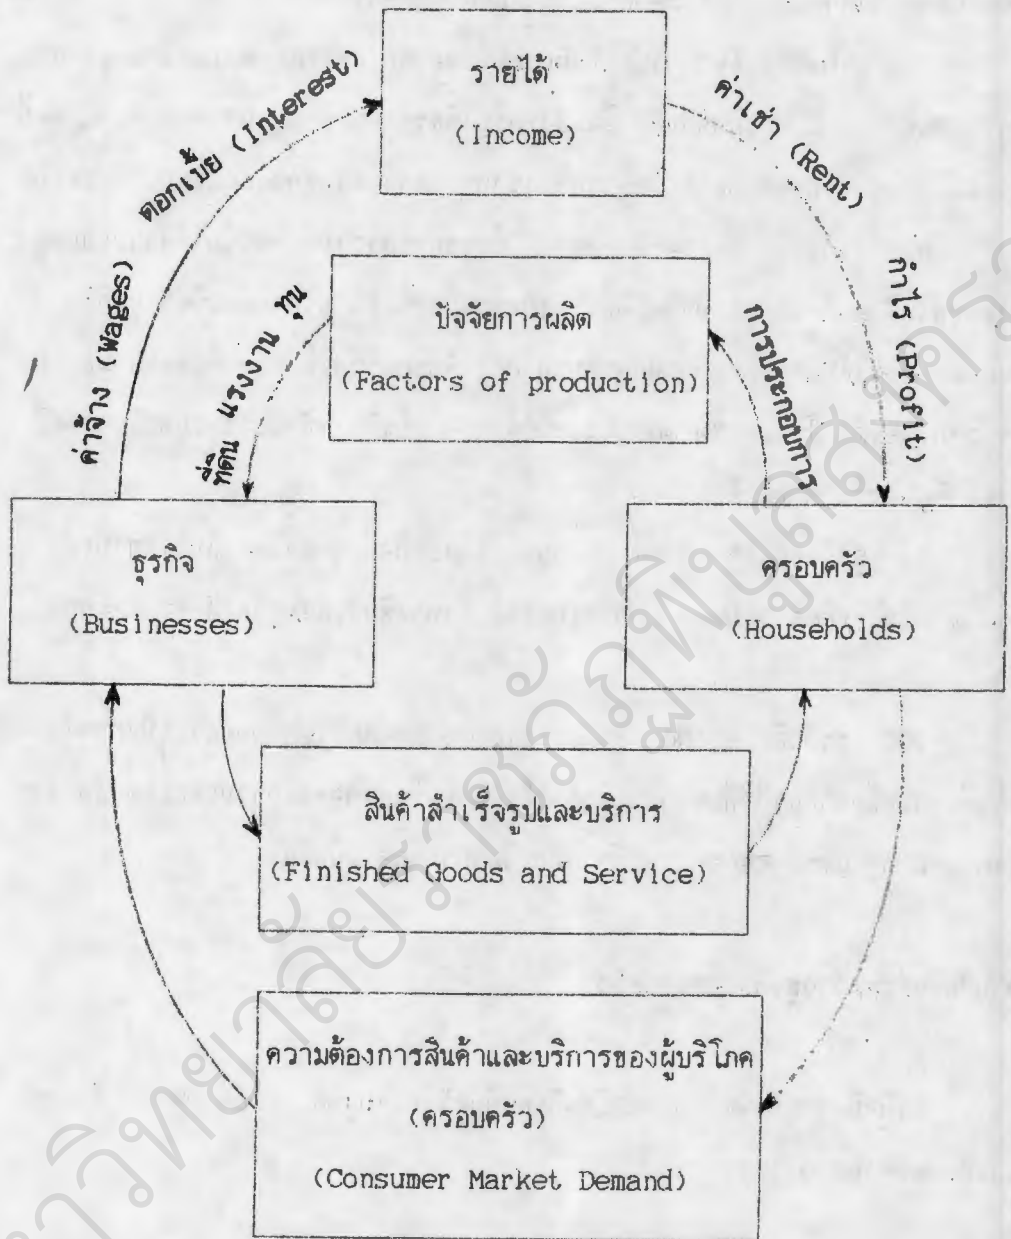 รายได้
(Income)
ดอกเบี้ย (Interest)
ค่าเช่า (Rent)
ค่าจ้าง (Wages)
กำไร (Profit)
ที่ดิน แรงงาน ทุน
ปัจจัยการผลิต
(Factors of production)
การประกอบการ
ธุรกิจ
(Businesses)
ครอบครัว
(Households)
สินค้าสำเร็จรูปและบริการ
(Finished Goods and Service)
ความต้องการสินค้าและบริการของผู้บริโภค
(ครอบครัว)
(Consumer Market Demand)